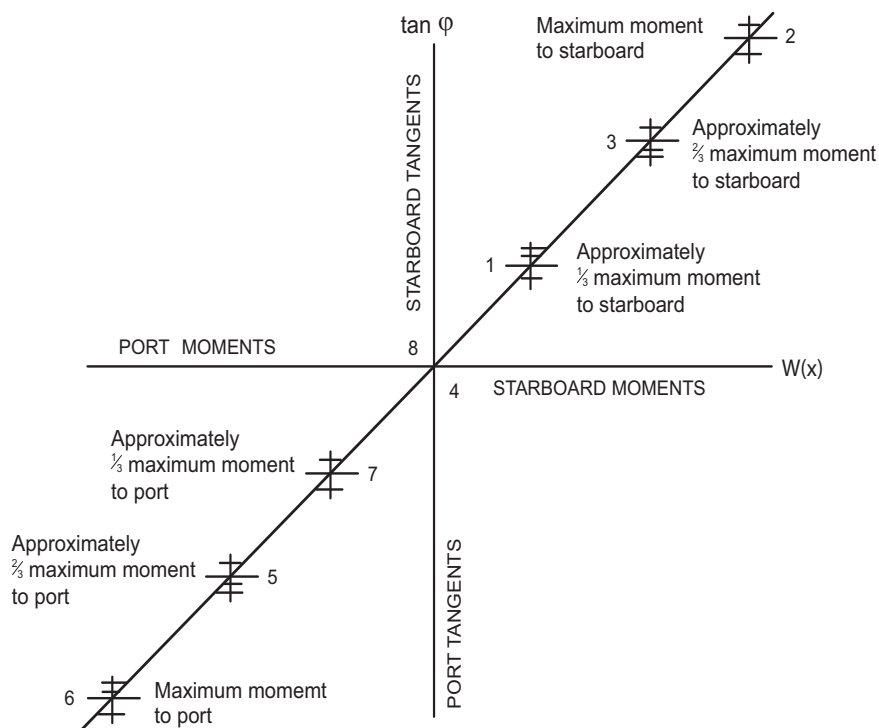 tan φ
Maximum moment
to starboard
2
STARBOARD TANGENTS
3
Approximately
⅔ maximum moment
to starboard
1
Approximately
⅓ maximum moment
to starboard
PORT MOMENTS
8
W(x)
4
STARBOARD MOMENTS
Approximately
⅓ maximum moment
to port
7
Approximately
⅔ maximum moment
to port
5
PORT TANGENTS
6
Maximum momemt
to port